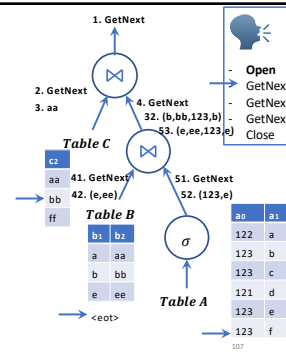 1. GetNext
2. GetNext
3. aa
4. GetNext
32. (b,bb,123,b)
53. (e,ee,123,e)
- Open
- GetNex
- GetNex
- GetNex
- Close
Table C
c2
aa
bb
ff
41. GetNext
42. (e,ee)
51. GetNext
52. (123,e)
Table B
b1 b2
a aa
b bb
e ee
<eot>
σ
Table A
a0 a1
122 a
123 b
123 c
121 d
123 e
123 f
107